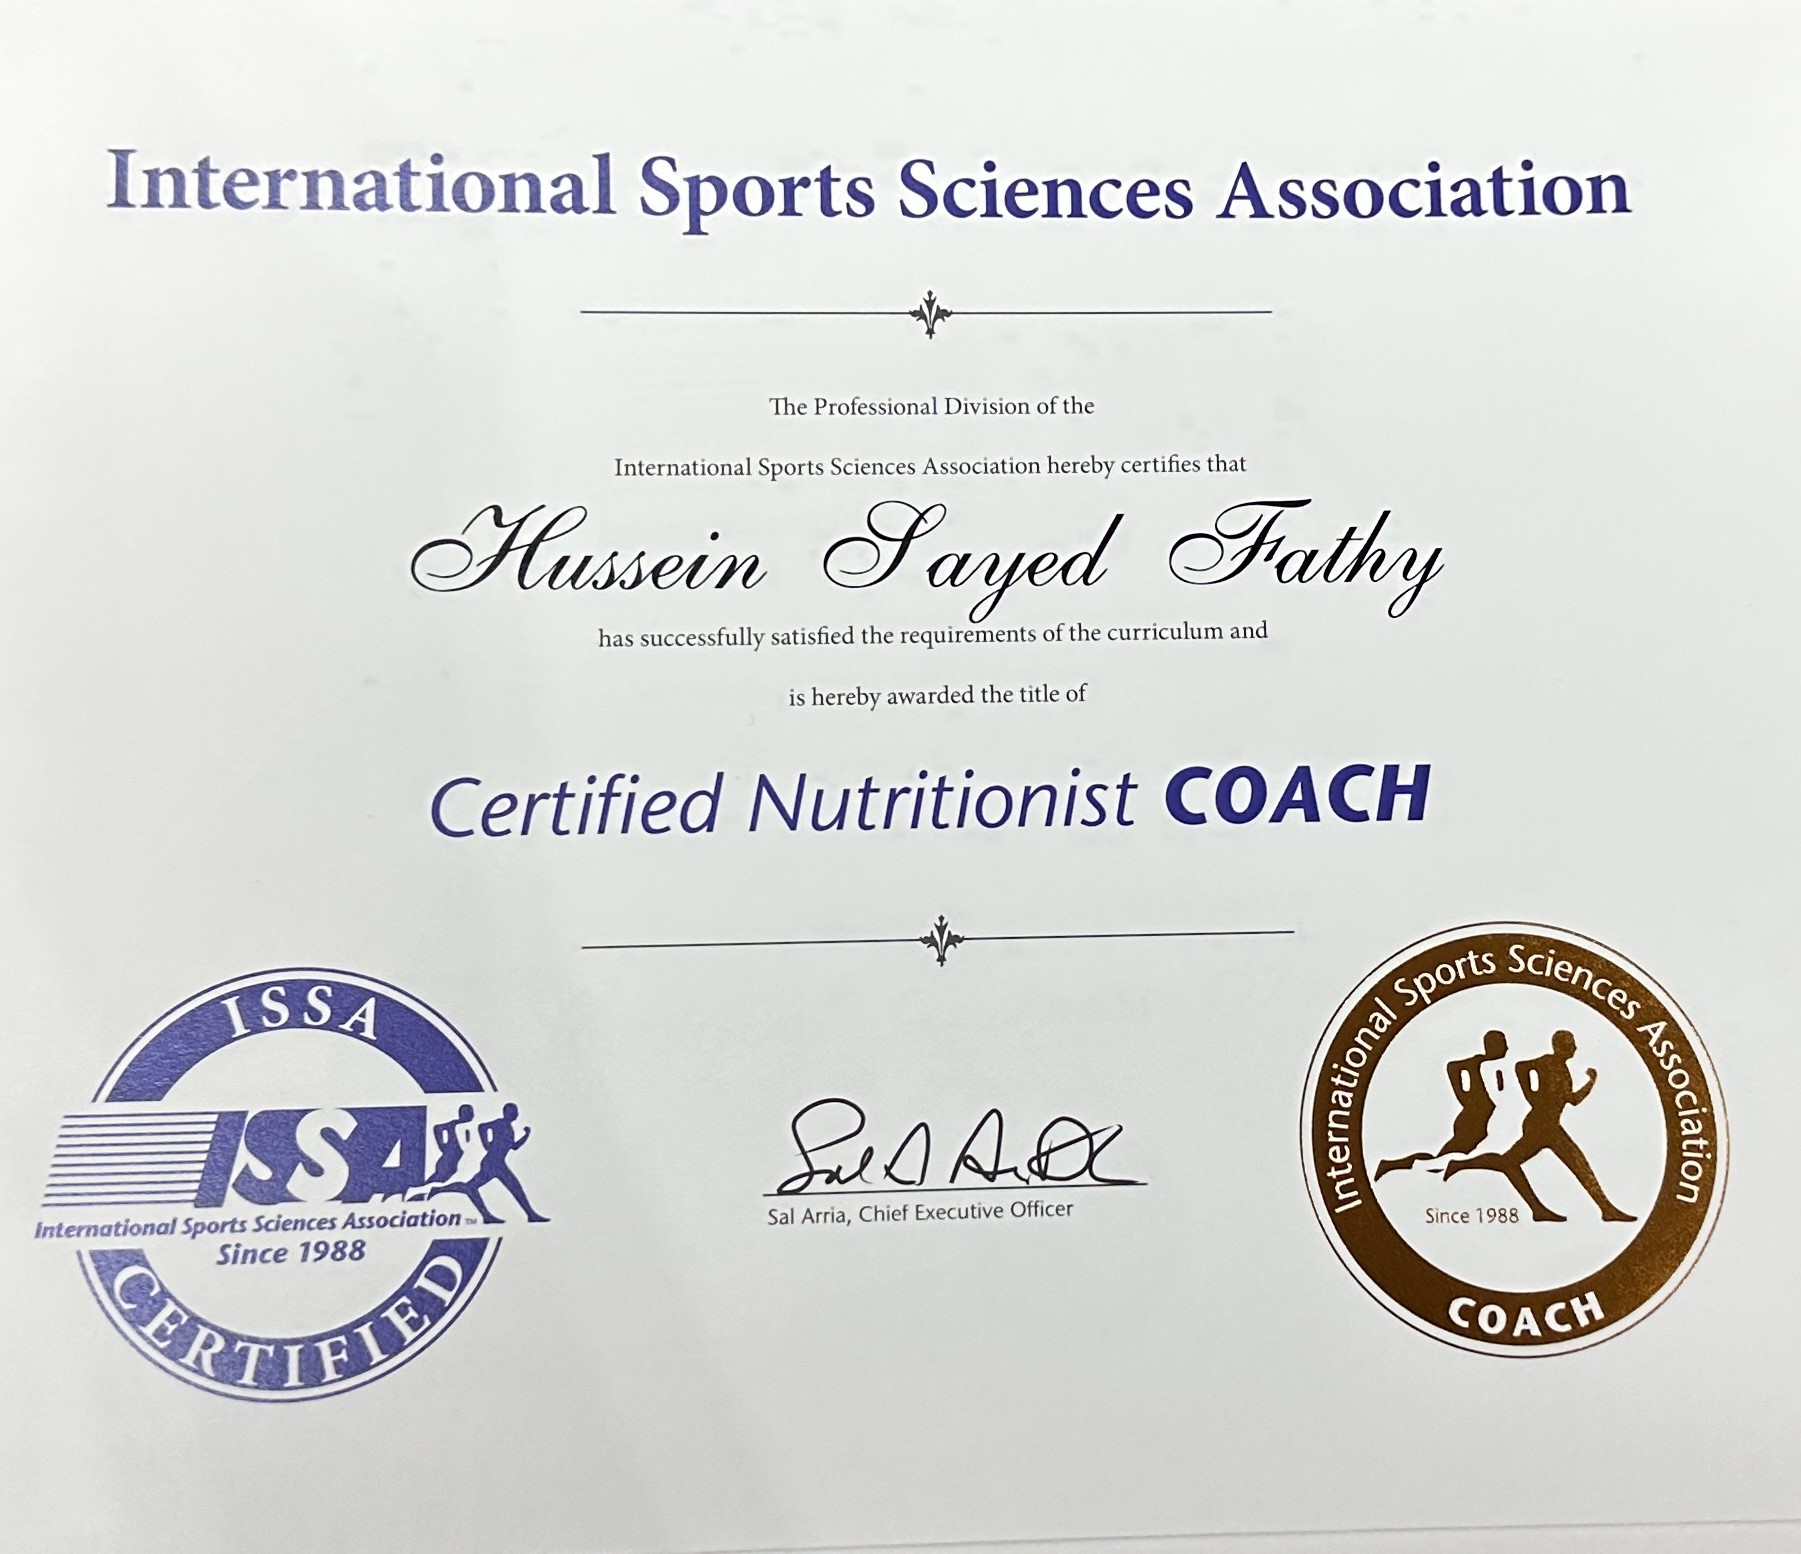 International Sports Sciences Association
The Professional Division of the
International Sports Sciences Association hereby certifies that
Hussein Sayed Fathy
has successfully satisfied the requirements of the curriculum and
is hereby awarded the title of
Certified Nutritionist COACH
ISSA
ISSA
International Sports Sciences Association™
Since 1988
CERTIFIED
Sal Arria
Sal Arria, Chief Executive Officer
International Sports Sciences Association
Since 1988
COACH